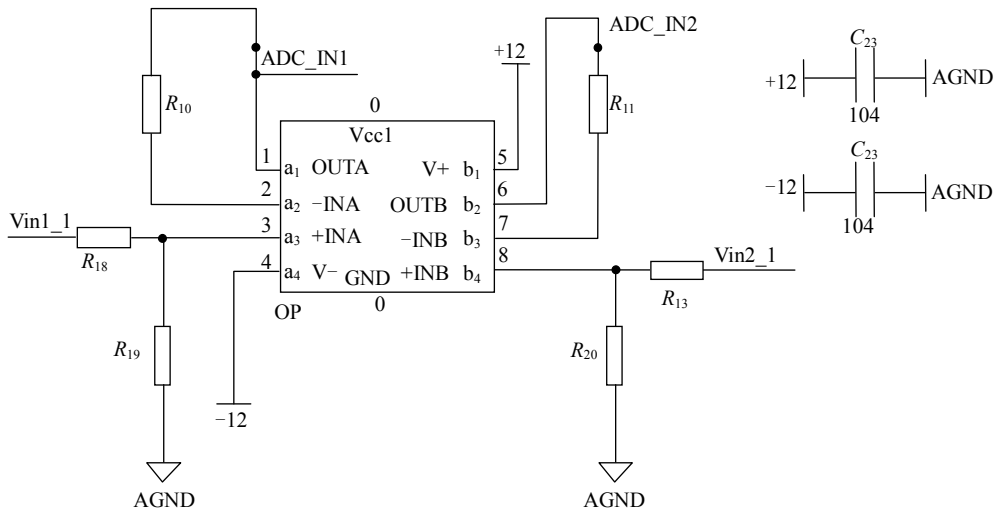 ADC_IN1
R10
ADC_IN2
+12
R11
0
Vcc1
1 a1 OUTA V+ b1 5
2 a2 −INA OUTB b2 6
3 a3 +INA −INB b3 7
4 a4 V− GND +INB b4 8
OP
0
Vin1_1
R18
R19
AGND
−12
Vin2_1
R13
R20
AGND
C23
+12
AGND
104
C23
−12
AGND
104